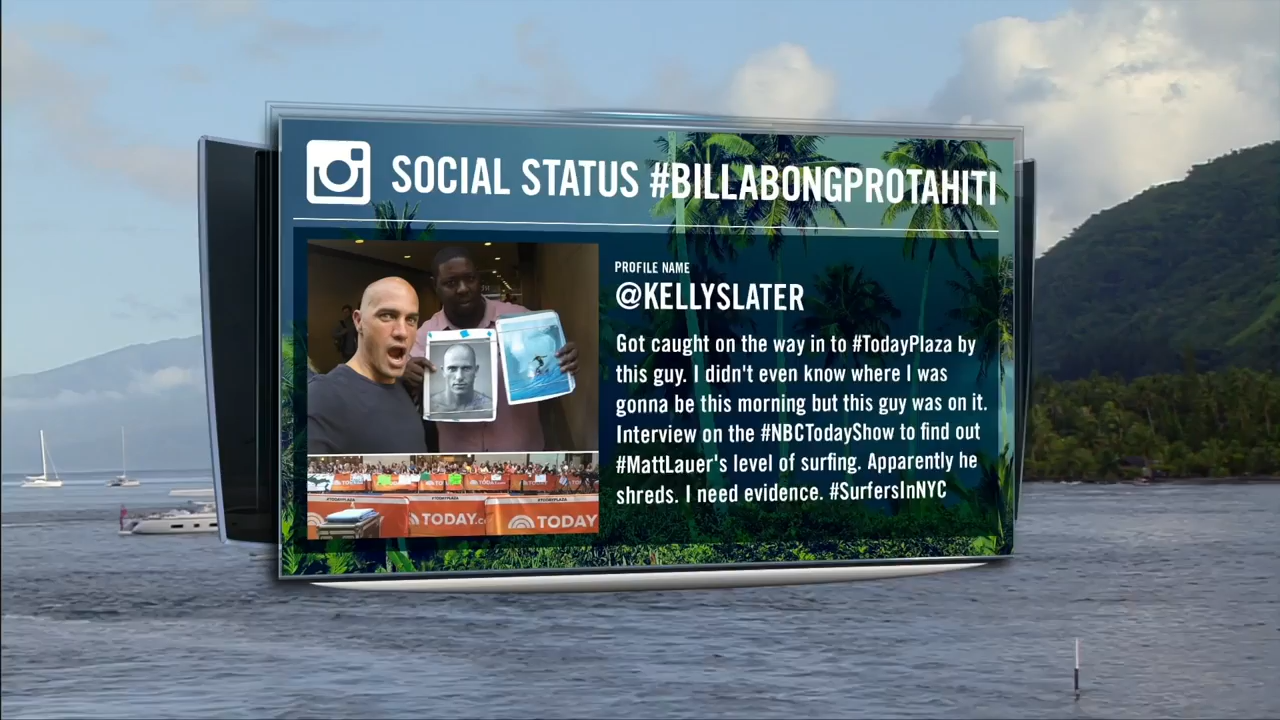 SOCIAL STATUS #BILLABONGPROTAHITI
PROFILE NAME
@KELLYSLATER
Got caught on the way in to #TodayPlaza by
this guy. I didn't even know where I was
gonna be this morning but this guy was on it.
Interview on the #NBCTodayShow to find out
#MattLauer's level of surfing. Apparently he
shreds. I need evidence. #SurfersInNYC
#TODAYPLAZA
#TODAYPLAZA
TODAY.c
TODAY